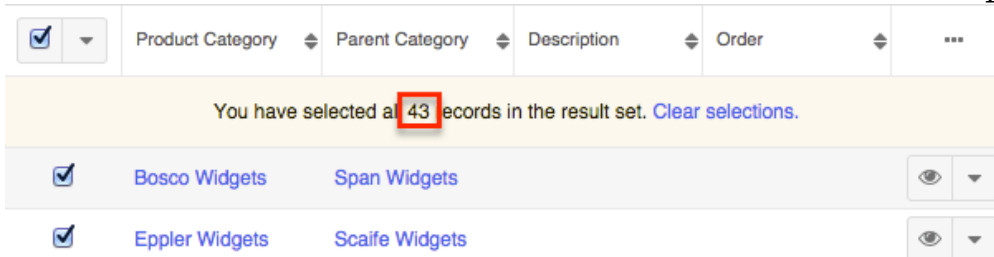 Product Category Parent Category Description Order
You have selected al 43 ecords in the result set. Clear selections.
Bosco Widgets Span Widgets
Eppler Widgets Scaife Widgets